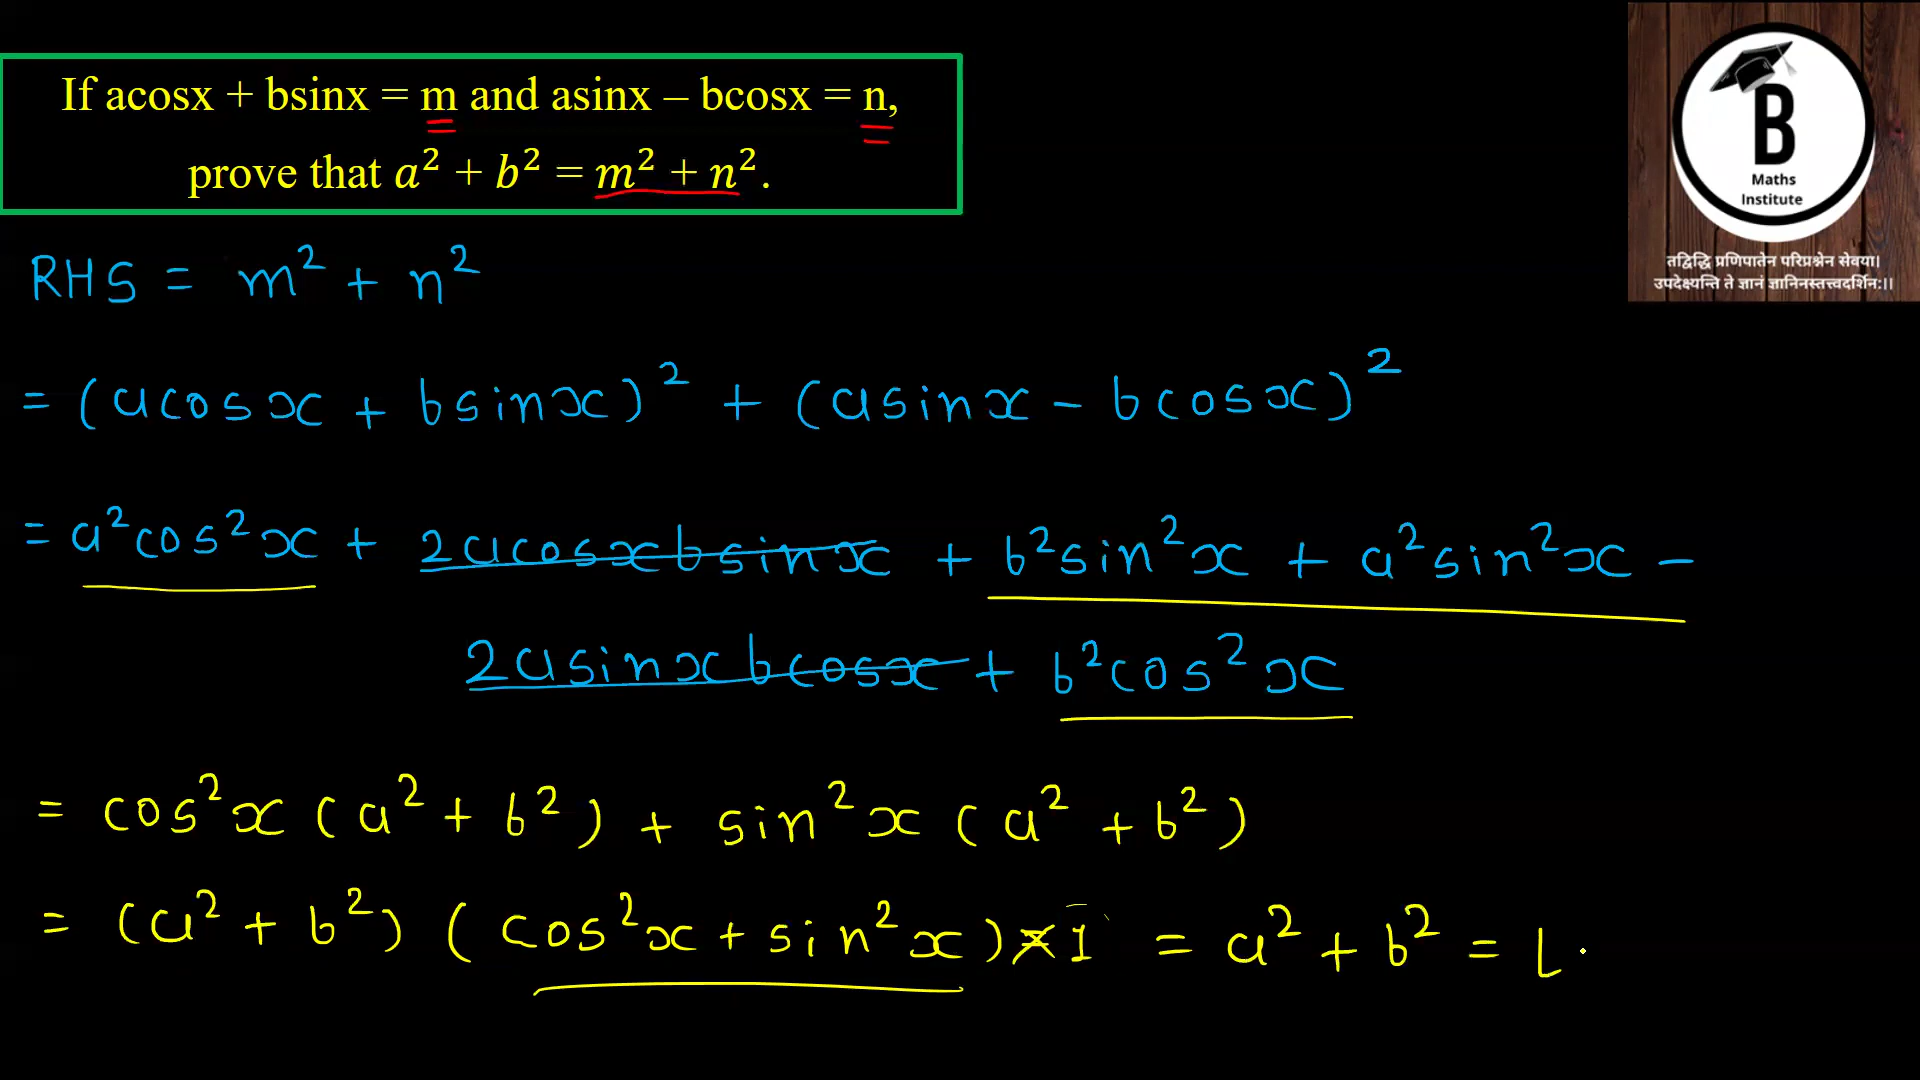 If acosx + bsinx = m and asinx – bcosx = n,
prove that a² + b² = m² + n².
B
Maths
Institute
तद्विद्धि प्रणिपातेन परिप्रश्नेन सेवया।
उपदेक्ष्यन्ति ते ज्ञानं ज्ञानिनस्तत्त्वदर्शिनः।।
RHS = m² + n²
= (acosx + bsinx)² + (asinx - bcosx)²
= a²cos²x + 2acosxbsinx + b²sin²x + a²sin²x -
2asinxbcosx + b²cos²x
= cos²x (a² + b²) + sin²x (a² + b²)
= (a² + b²) (cos²x + sin²x) = 1 = a² + b² = L.